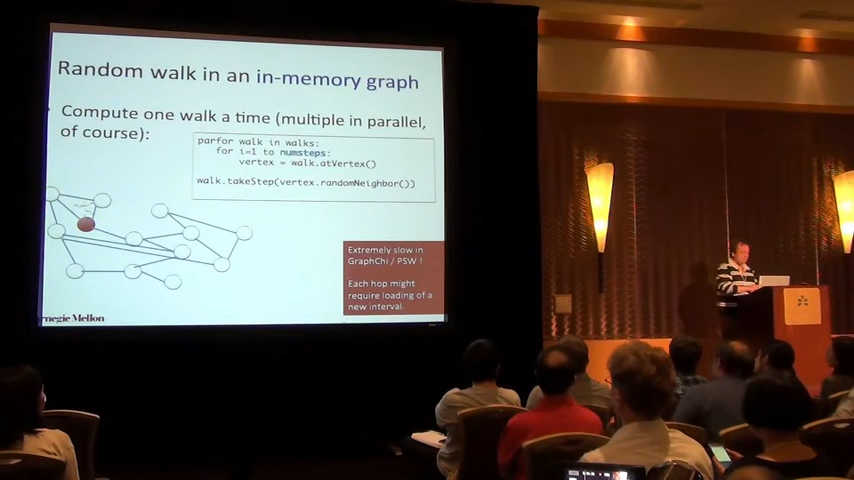 Random walk in an in-memory graph
Compute one walk a time (multiple in parallel,
of course):
parfor walk in walks:
for i=1 to numsteps:
vertex = walk.atVertex()
walk.takeStep(vertex.randomNeighbor())
Extremely slow in
GraphChi / PSW !
Each hop might
require loading of a
new interval.
rnegie Mellon